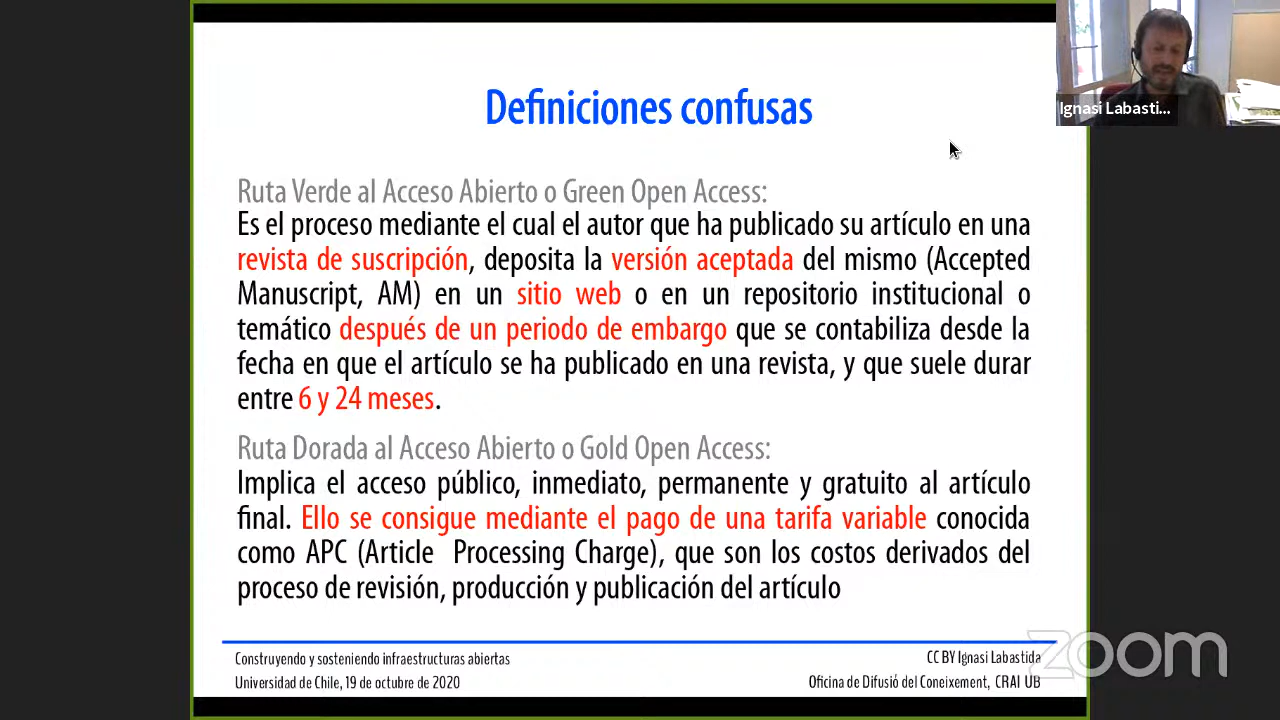 Definiciones confusas
Ignasi Labasti...
Ruta Verde al Acceso Abierto o Green Open Access:
Es el proceso mediante el cual el autor que ha publicado su artículo en una
revista de suscripción, deposita la versión aceptada del mismo (Accepted
Manuscript, AM) en un sitio web o en un repositorio institucional o
temático después de un periodo de embargo que se contabiliza desde la
fecha en que el artículo se ha publicado en una revista, y que suele durar
entre 6 y 24 meses.
Ruta Dorada al Acceso Abierto o Gold Open Access:
Implica el acceso público, inmediato, permanente y gratuito al artículo
final. Ello se consigue mediante el pago de una tarifa variable conocida
como APC (Article Processing Charge), que son los costos derivados del
proceso de revisión, producción y publicación del artículo
Construyendo y sosteniendo infraestructuras abiertas
Universidad de Chile, 19 de octubre de 2020
CC BY Ignasi Labastida
Oficina de Difusió del Coneixement, CRAI UB
zoom